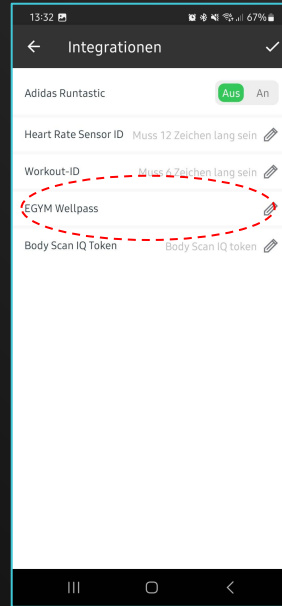 13:32 67%
Integrationen
Adidas Runtastic Aus An
Heart Rate Sensor ID Muss 12 Zeichen lang sein
Workout-ID Muss 6 Zeichen lang sein
EGYM Wellpass
Body Scan IQ Token Body Scan IQ token